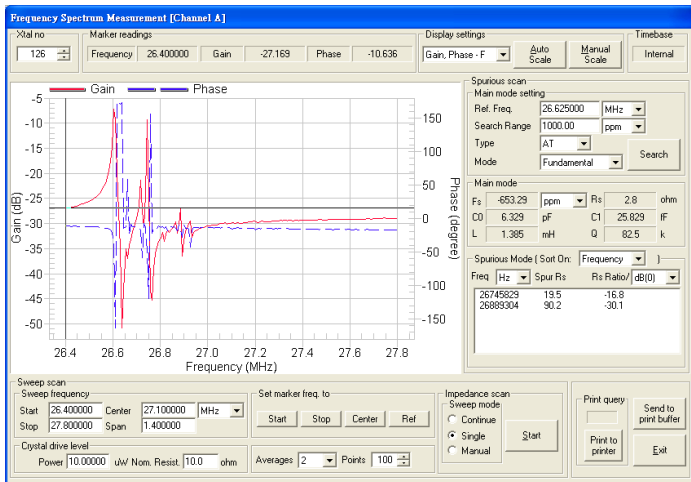 Frequency Spectrum Measurement [Channel A]
Xtal no
126
Marker readings
Frequency 26.400000 Gain -27.169 Phase -10.636
Display settings
Gain, Phase - F
Auto Scale
Manual Scale
Timebase
Internal
Gain Phase
-5
-10
-15
-20
-25
-30
-35
-40
-45
-50
Gain (dB)
150
100
50
0
-50
-100
-150
Phase (degree)
26.4 26.6 26.8 27.0 27.2 27.4 27.6 27.8
Frequency (MHz)
Spurious scan
Main mode setting
Ref. Freq. 26.625000 MHz
Search Range 1000.00 ppm
Type AT
Mode Fundamental
Search
Main mode
Fs -653.29 ppm Rs 2.8 ohm
C0 6.329 pF C1 25.829 fF
L 1.385 mH Q 82.5 k
Spurious Mode ( Sort On: Frequency )
Freq Hz Spur Rs Rs Ratio/ dB(0)
26745829 19.5 -16.8
26889304 90.2 -30.1
Sweep scan
Sweep frequency
Start 26.400000 Center 27.100000 MHz
Stop 27.800000 Span 1.400000
Crystal drive level
Power 10.00000 uW Nom. Resist. 10.0 ohm
Set marker freq. to
Start Stop Center Ref
Averages 2 Points 100
Impedance scan
Sweep mode
Continue
Single
Manual
Start
Print query
Print to printer
Send to print buffer
Exit